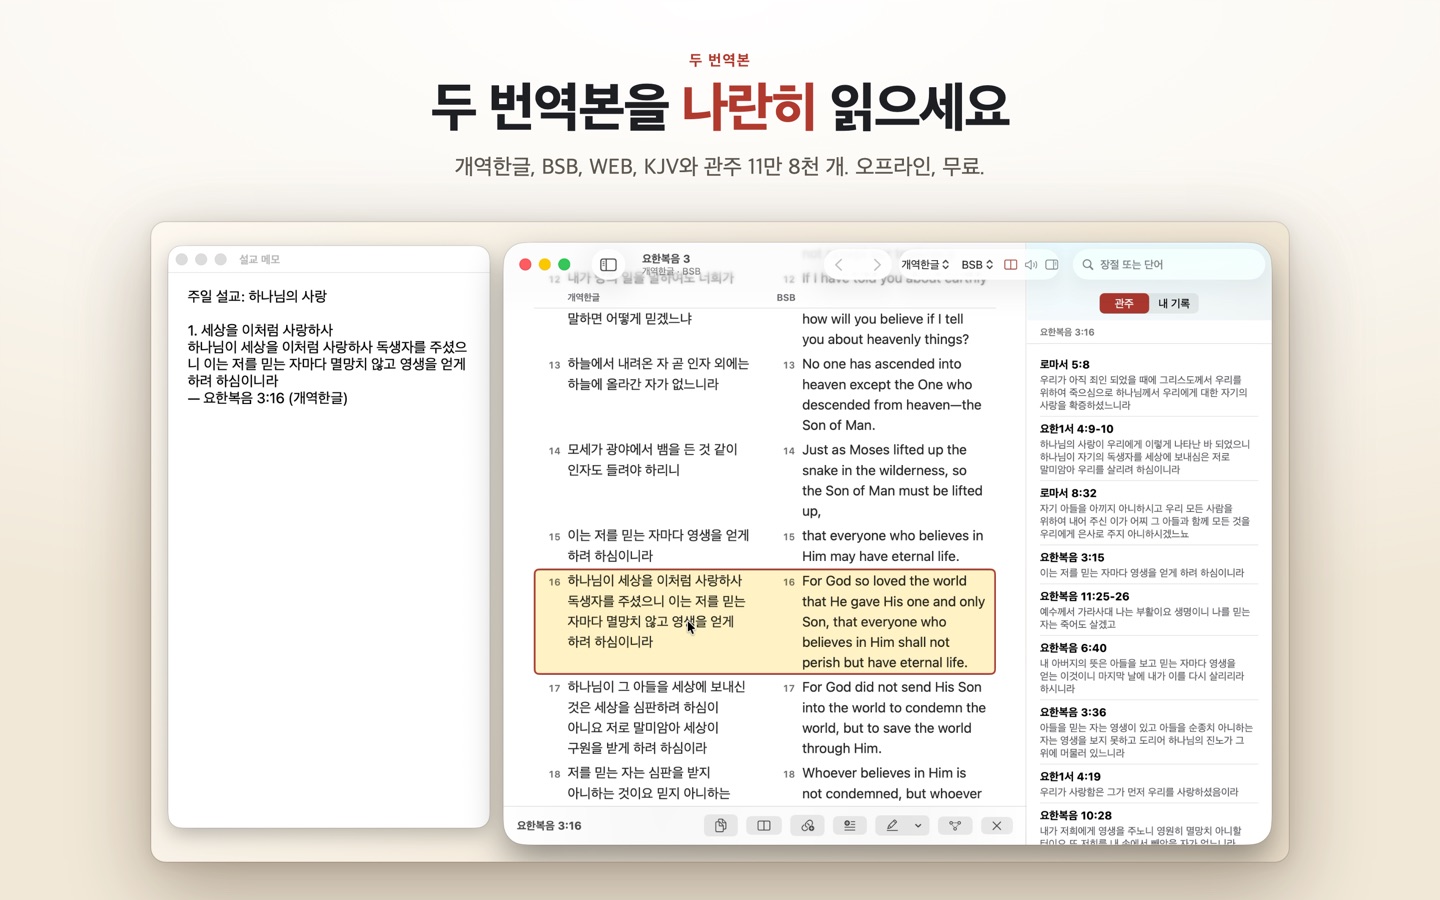 두 번역본
두 번역본을 나란히 읽으세요
개역한글, BSB, WEB, KJV와 관주 11만 8천 개. 오프라인, 무료.
설교 메모
주일 설교: 하나님의 사랑
1. 세상을 이처럼 사랑하사
하나님이 세상을 이처럼 사랑하사 독생자를 주셨으
니 이는 저를 믿는 자마다 멸망치 않고 영생을 얻게
하려 하심이니라
— 요한복음 3:16 (개역한글)
요한복음 3
개역한글 · BSB
개역한글
BSB
장절 또는 단어
12 내가 땅의 일을 말하여도 너희가
12 If I have told you about earthly
개역한글
BSB
말하면 어떻게 믿겠느냐
how will you believe if I tell
you about heavenly things?
13 하늘에서 내려온 자 곧 인자 외에는
하늘에 올라간 자가 없느니라
13 No one has ascended into
heaven except the One who
descended from heaven—the
Son of Man.
14 모세가 광야에서 뱀을 든 것 같이
인자도 들려야 하리니
14 Just as Moses lifted up the
snake in the wilderness, so
the Son of Man must be lifted
up,
15 이는 저를 믿는 자마다 영생을 얻게
하려 하심이니라
15 that everyone who believes in
Him may have eternal life.
16 하나님이 세상을 이처럼 사랑하사
독생자를 주셨으니 이는 저를 믿는
자마다 멸망치 않고 영생을 얻게
하려 하심이니라
16 For God so loved the world
that He gave His one and only
Son, that everyone who
believes in Him shall not
perish but have eternal life.
17 하나님이 그 아들을 세상에 보내신
것은 세상을 심판하려 하심이
아니요 저로 말미암아 세상이
구원을 받게 하려 하심이라
17 For God did not send His Son
into the world to condemn the
world, but to save the world
through Him.
18 저를 믿는 자는 심판을 받지
아니하는 것이요 믿지 아니하는
18 Whoever believes in Him is
not condemned, but whoever
요한복음 3:16
관주
내 기록
요한복음 3:16
로마서 5:8
우리가 아직 죄인 되었을 때에 그리스도께서 우리를
위하여 죽으심으로 하나님께서 우리에게 대한 자기의
사랑을 확증하셨느니라
요한1서 4:9-10
하나님의 사랑이 우리에게 이렇게 나타난 바 되었으니
하나님이 자기의 독생자를 세상에 보내심은 저로
말미암아 우리를 살리려 하심이니라
로마서 8:32
자기 아들을 아끼지 아니하시고 우리 모든 사람을
위하여 내어 주신 이가 어찌 그 아들과 함께 모든 것을
우리에게 은사로 주지 아니하시겠느뇨
요한복음 3:15
이는 저를 믿는 자마다 영생을 얻게 하려 하심이니라
요한복음 11:25-26
예수께서 가라사대 나는 부활이요 생명이니 나를 믿는
자는 죽어도 살겠고
요한복음 6:40
내 아버지의 뜻은 아들을 보고 믿는 자마다 영생을
얻는 이것이니 마지막 날에 내가 이를 다시 살리리라
하시니라
요한복음 3:36
아들을 믿는 자는 영생이 있고 아들을 순종치 아니하는
자는 영생을 보지 못하고 도리어 하나님의 진노가 그
위에 머물러 있느니라
요한1서 4:19
우리가 사랑함은 그가 먼저 우리를 사랑하셨음이라
요한복음 10:28
내가 저희에게 영생을 주노니 영원히 멸망치 아니할
터이요 또 저희를 내 손에서 빼앗을 자가 없느니라